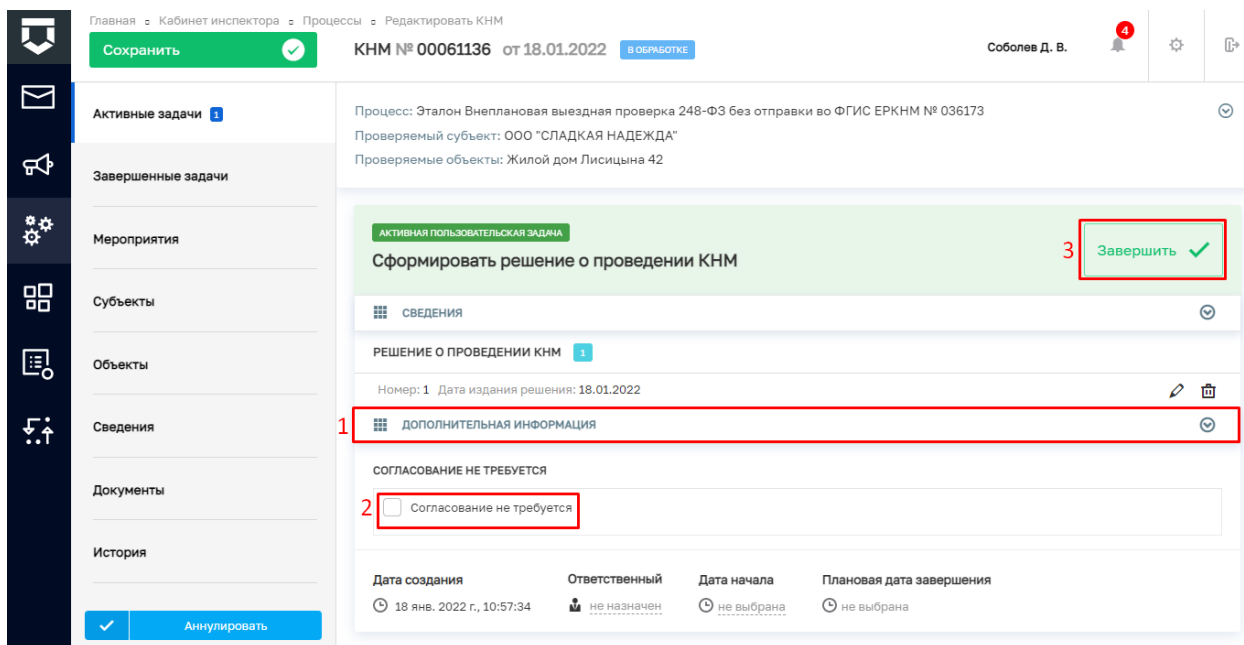 Главная Кабинет инспектора Процессы Редактировать КНМ
Сохранить
КНМ № 00061136 от 18.01.2022 В ОБРАБОТКЕ
Соболев Д. В.
4
Активные задачи 1
Завершенные задачи
Мероприятия
Субъекты
Объекты
Сведения
Документы
История
Аннулировать
Процесс: Эталон Внеплановая выездная проверка 248-ФЗ без отправки во ФГИС ЕРКНМ № 036173
Проверяемый субъект: ООО "СЛАДКАЯ НАДЕЖДА"
Проверяемые объекты: Жилой дом Лисицына 42
АКТИВНАЯ ПОЛЬЗОВАТЕЛЬСКАЯ ЗАДАЧА
Сформировать решение о проведении КНМ
3 Завершить
СВЕДЕНИЯ
РЕШЕНИЕ О ПРОВЕДЕНИИ КНМ 1
Номер: 1 Дата издания решения: 18.01.2022
1 ДОПОЛНИТЕЛЬНАЯ ИНФОРМАЦИЯ
СОГЛАСОВАНИЕ НЕ ТРЕБУЕТСЯ
2 Согласование не требуется
Дата создания Ответственный Дата начала Плановая дата завершения
18 янв. 2022 г., 10:57:34 не назначен не выбрана не выбрана